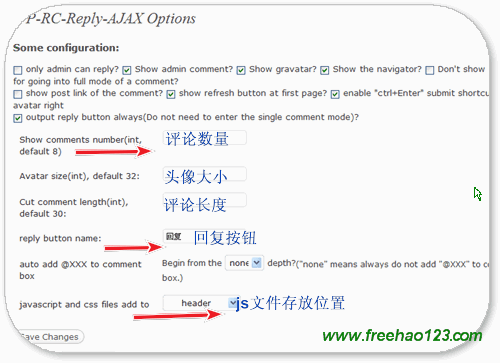 P-RC-Reply-AJAX Options
Some configuration:
only admin can reply? Show admin comment? Show gravatar? Show the navigator? Don't show
for going into full mode of a comment?
show post link of the comment? show refresh button at first page? enable "ctrl+Enter" submit shortcu
avatar right
output reply button always(Do not need to enter the single comment mode)?
Show comments number(int, default 8) 评论数量
Avatar size(int), default 32: 头像大小
Cut comment length(int), default 30: 评论长度
reply button name: 回复 回复按钮
auto add @XXX to comment box Begin from the none depth?("none" means always do not add "@XXX" to c box.)
javascript and css files add to header js文件存放位置
Save Changes
www.freehao123.com